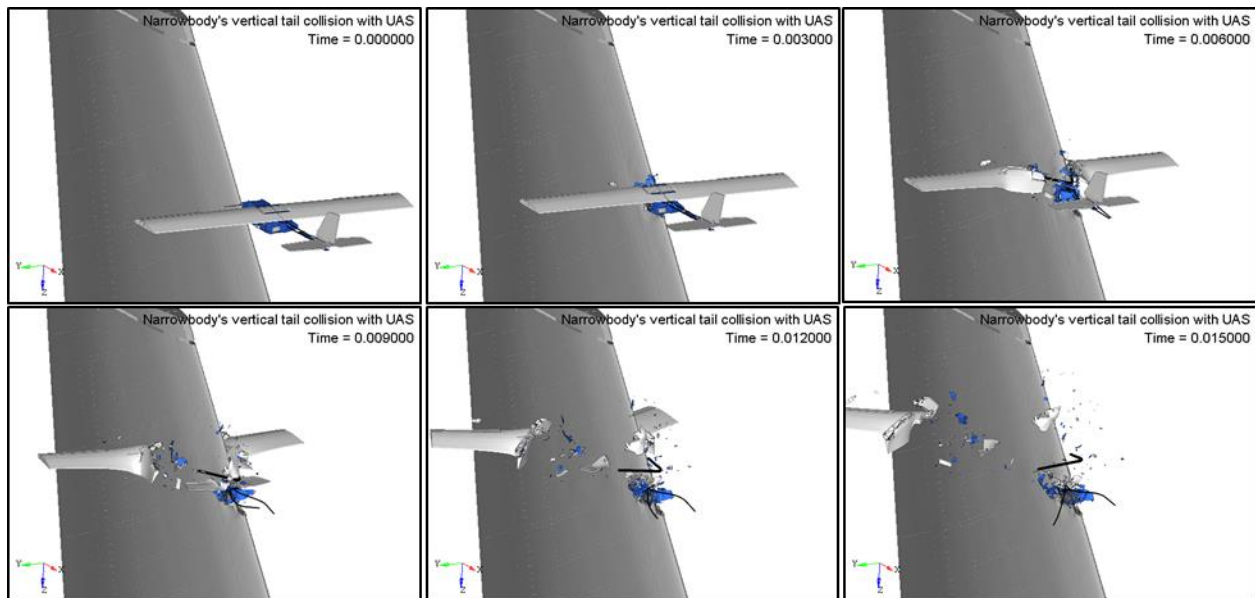 Narrowbody's vertical tail collision with UAS
Time = 0.000000
Y
X
Z
Narrowbody's vertical tail collision with UAS
Time = 0.003000
Y
X
Z
Narrowbody's vertical tail collision with UAS
Time = 0.006000
Y
X
Z
Narrowbody's vertical tail collision with UAS
Time = 0.009000
Y
X
Z
Narrowbody's vertical tail collision with UAS
Time = 0.012000
Y
X
Z
Narrowbody's vertical tail collision with UAS
Time = 0.015000
Y
X
Z